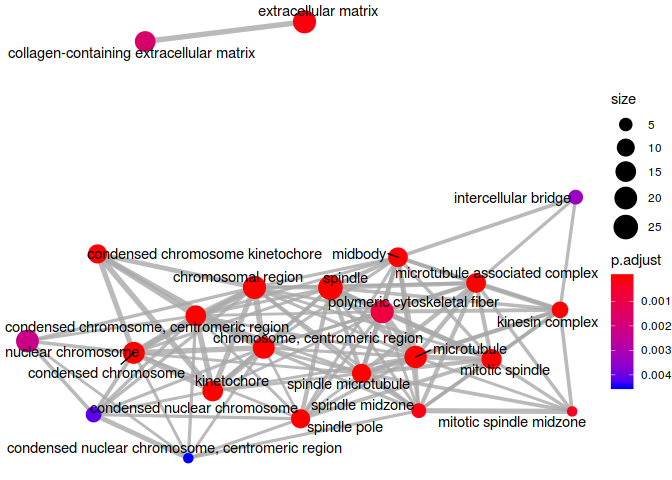 extracellular matrix
collagen-containing extracellular matrix
size
5
10
15
20
25
intercellular bridge
condensed chromosome kinetochore
midbody
p.adjust
microtubule associated complex
chromosomal region
spindle
0.001
polymeric cytoskeletal fiber
kinesin complex
condensed chromosome, centromeric region
0.002
chromosome, centromeric region
nuclear chromosome
microtubule
0.003
condensed chromosome
mitotic spindle
0.004
kinetochore
spindle microtubule
condensed nuclear chromosome
spindle midzone
mitotic spindle midzone
spindle pole
condensed nuclear chromosome, centromeric region